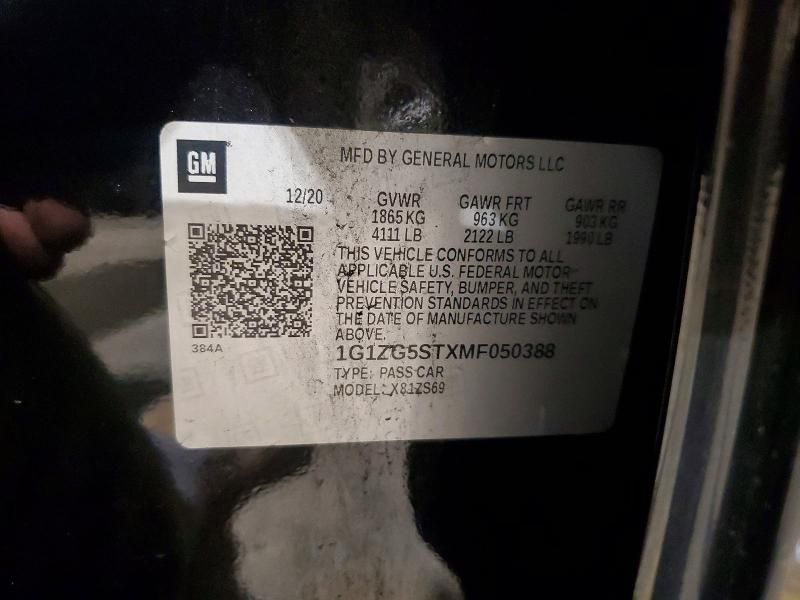 GM
MFD BY GENERAL MOTORS LLC
12/20 GVWR GAWR FRT GAWR RR
1865 KG 963 KG 903 KG
4111 LB 2122 LB 1990 LB
THIS VEHICLE CONFORMS TO ALL
APPLICABLE U.S. FEDERAL MOTOR
VEHICLE SAFETY, BUMPER, AND THEFT
PREVENTION STANDARDS IN EFFECT ON
THE DATE OF MANUFACTURE SHOWN
ABOVE.
384A
1G1ZG5STXMF050388
TYPE: PASS CAR
MODEL: X81ZS69